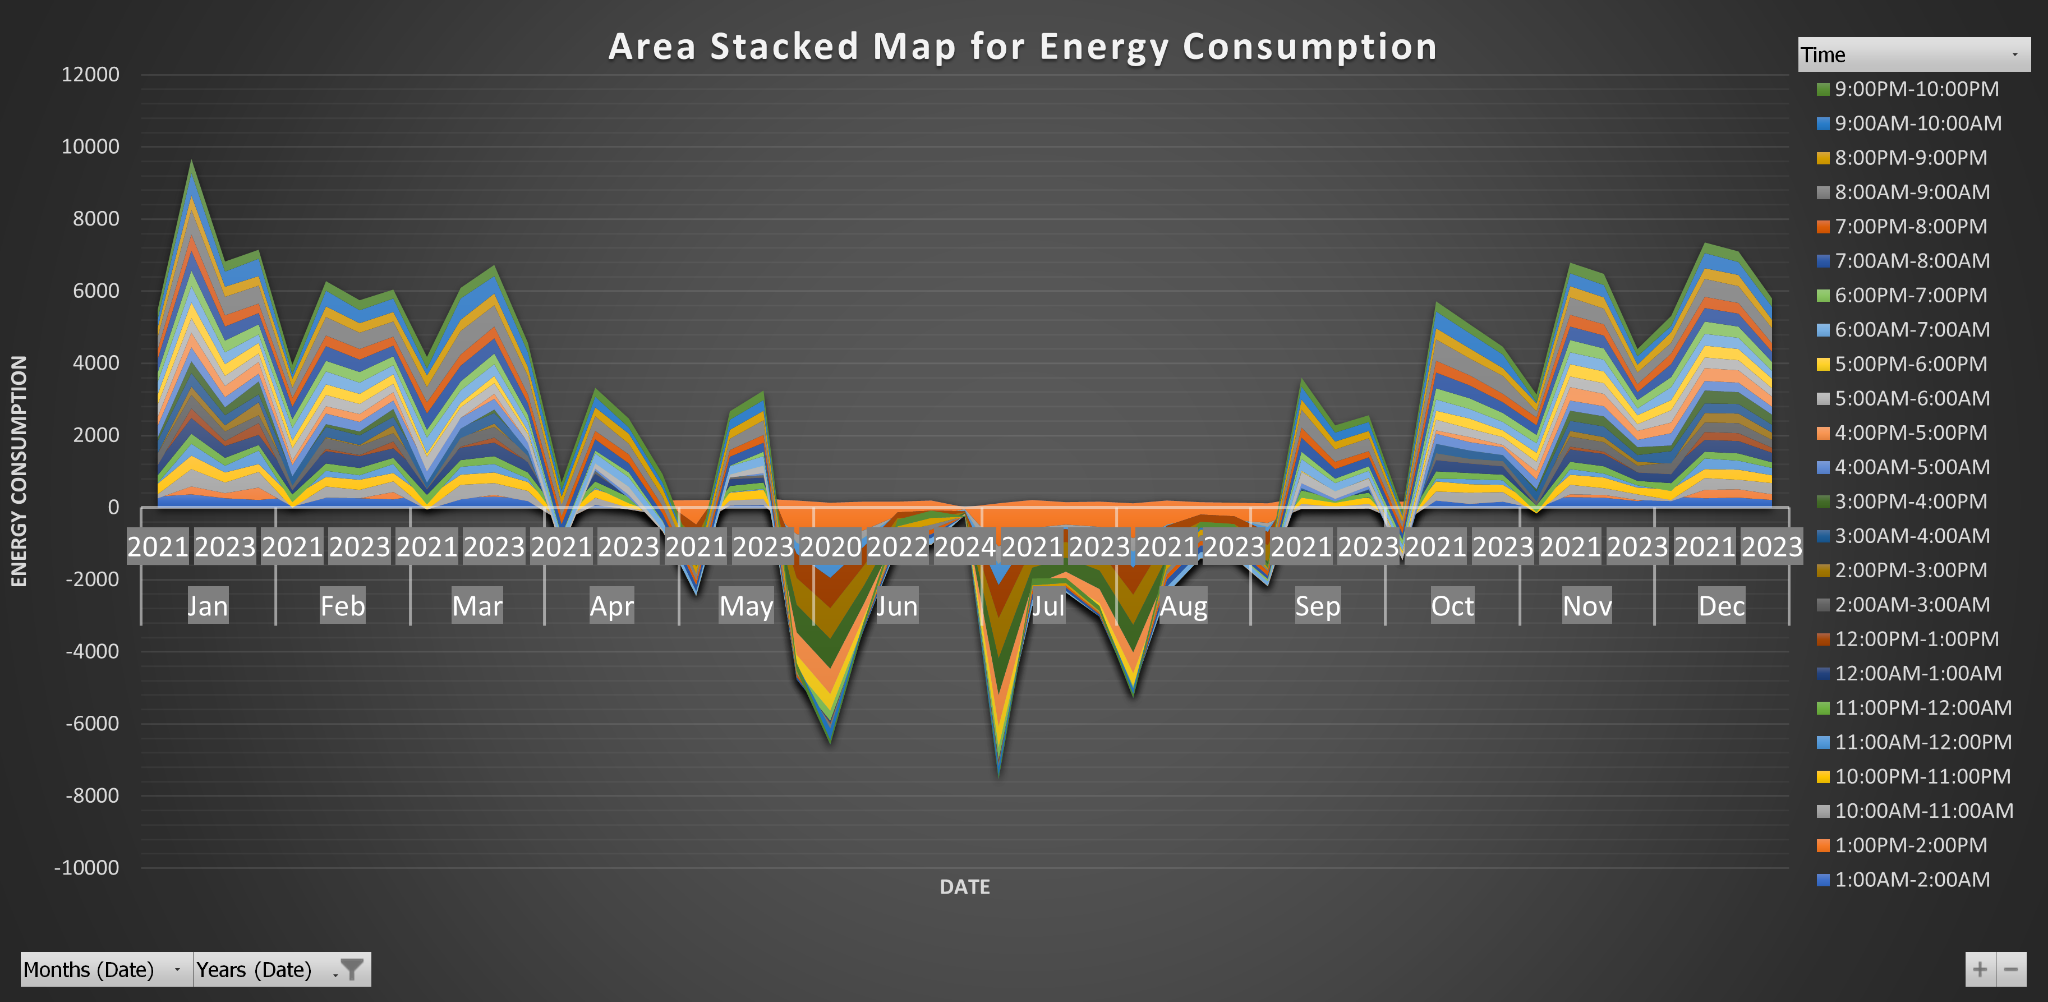 Area Stacked Map for Energy Consumption
Time
12000
10000
8000
6000
4000
2000
0
-2000
-4000
-6000
-8000
-10000
ENERGY CONSUMPTION
2021 2023 2021 2023 2021 2023 2021 2023 2021 2023 2020 2022 2024 2021 2023 2021 2023 2021 2023 2021 2023 2021 2023 2021 2023
Jan Feb Mar Apr May Jun Jul Aug Sep Oct Nov Dec
DATE
9:00PM-10:00PM
9:00AM-10:00AM
8:00PM-9:00PM
8:00AM-9:00AM
7:00PM-8:00PM
7:00AM-8:00AM
6:00PM-7:00PM
6:00AM-7:00AM
5:00PM-6:00PM
5:00AM-6:00AM
4:00PM-5:00PM
4:00AM-5:00AM
3:00PM-4:00PM
3:00AM-4:00AM
2:00PM-3:00PM
2:00AM-3:00AM
12:00PM-1:00PM
12:00AM-1:00AM
11:00PM-12:00AM
11:00AM-12:00PM
10:00PM-11:00PM
10:00AM-11:00AM
1:00PM-2:00PM
1:00AM-2:00AM
Months (Date) Years (Date)
+ −